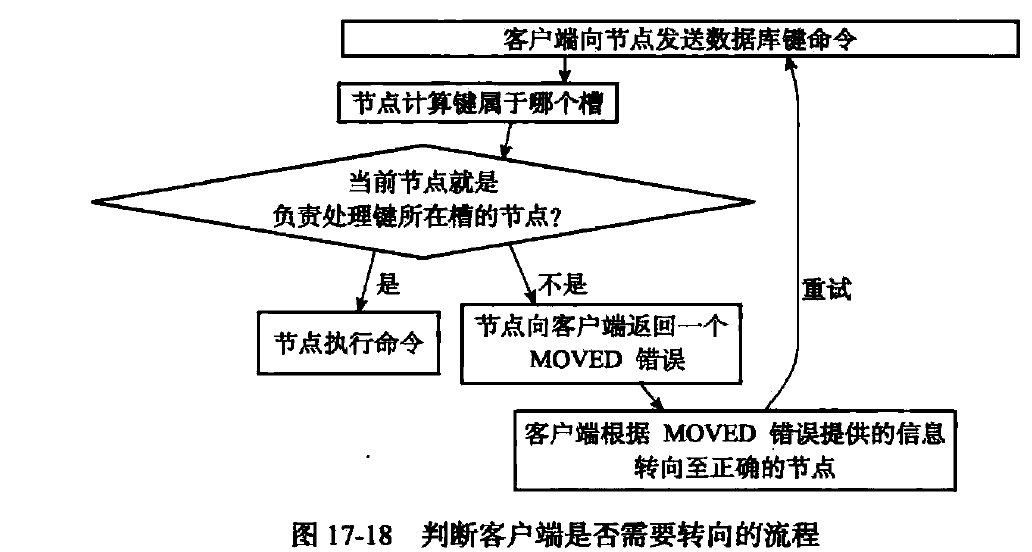 客户端向节点发送数据库键命令
节点计算键属于哪个槽
当前节点就是
负责处理键所在槽的节点?
是
不是
节点执行命令
节点向客户端返回一个
MOVED 错误
重试
客户端根据 MOVED 错误提供的信息
转向至正确的节点
图 17-18 判断客户端是否需要转向的流程